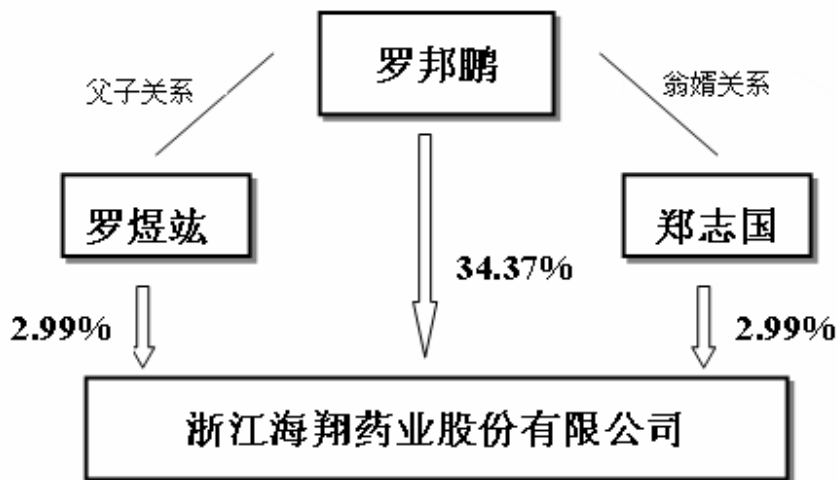 罗邦鹏
父子关系
翁婿关系
罗煜竑
郑志国
34.37%
2.99%
2.99%
浙江海翔药业股份有限公司